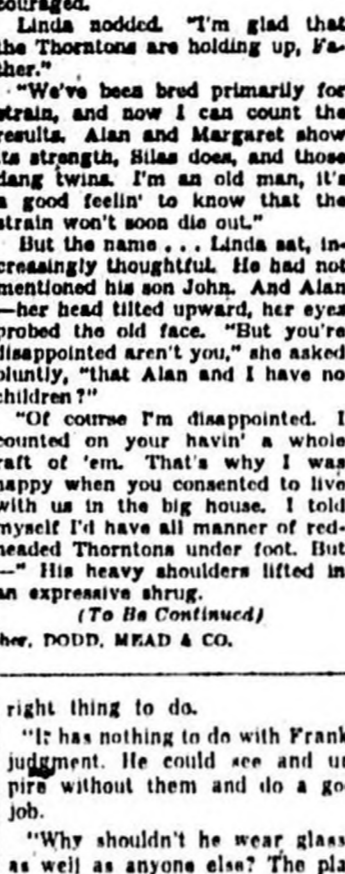 couraged.
Linda nodded. "I'm glad that
the Thorntons are holding up, Fa-
ther."
"We've been bred primarily for
strain, and now I can count the
results. Alan and Margaret show
its strength, Silas does, and those
dang twins. I'm an old man, it's
a good feelin' to know that the
strain won't soon die out."
But the name . . . Linda sat, in-
creasingly thoughtful. He had not
mentioned his son John. And Alan
—her head tilted upward, her eyes
probed the old face. "But you're
disappointed aren't you," she asked
bluntly, "that Alan and I have no
children?"
"Of course I'm disappointed. I
counted on your havin' a whole
raft of 'em. That's why I was
happy when you consented to live
with us in the big house. I told
myself I'd have all manner of red-
headed Thorntons under foot. But
—" His heavy shoulders lifted in
an expressive shrug.
(To Be Continued)
her, DODD, MEAD & CO.
right thing to do.
"It has nothing to do with Frank
judgment. He could see and um
pire without them and do a go
job.
"Why shouldn't he wear glass
as well as anyone else? The pla